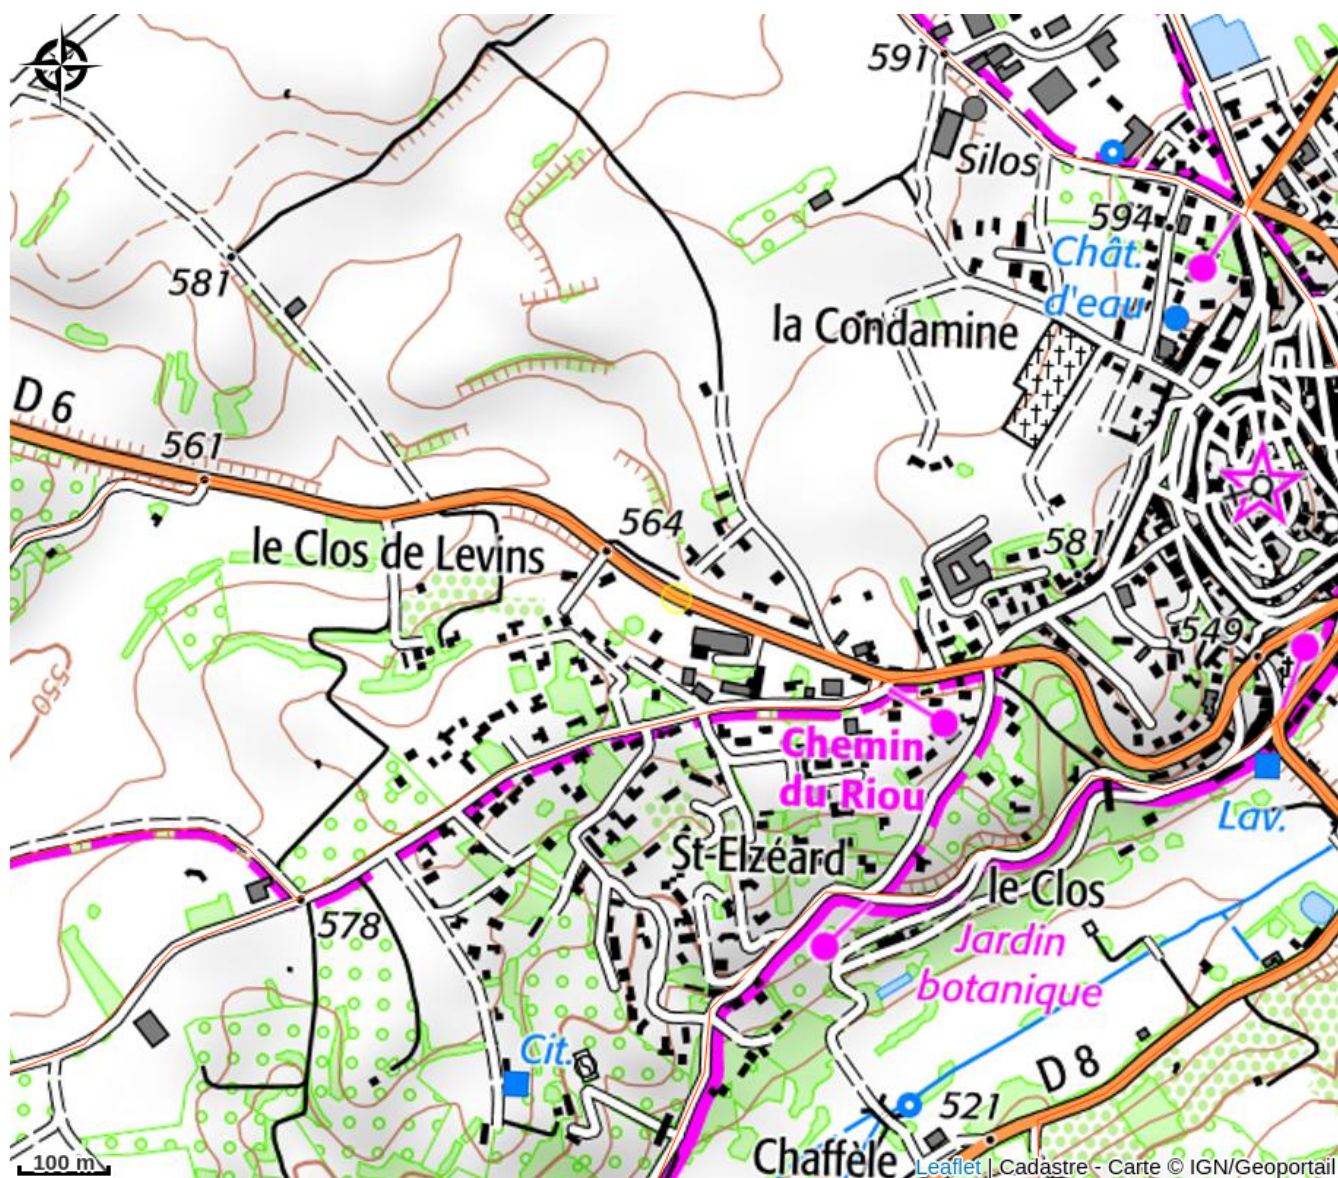 591
Silos
594
Chât.
d'eau
581
la Condamine
D 6
561
564
le Clos de Levins
581
549
550
Chemin
du Riou
Lav.
St-Elzéard
le Clos
578
Jardin
botanique
Cit.
D 8
521
Chaffèle
100 m
Leaflet | Cadastre - Carte © IGN/Geoportail